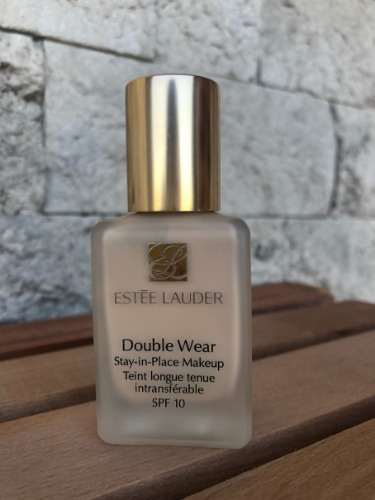 ESTĒE LAUDER
Double Wear
Stay-in-Place Makeup
Teint longue tenue
intransférable
SPF 10